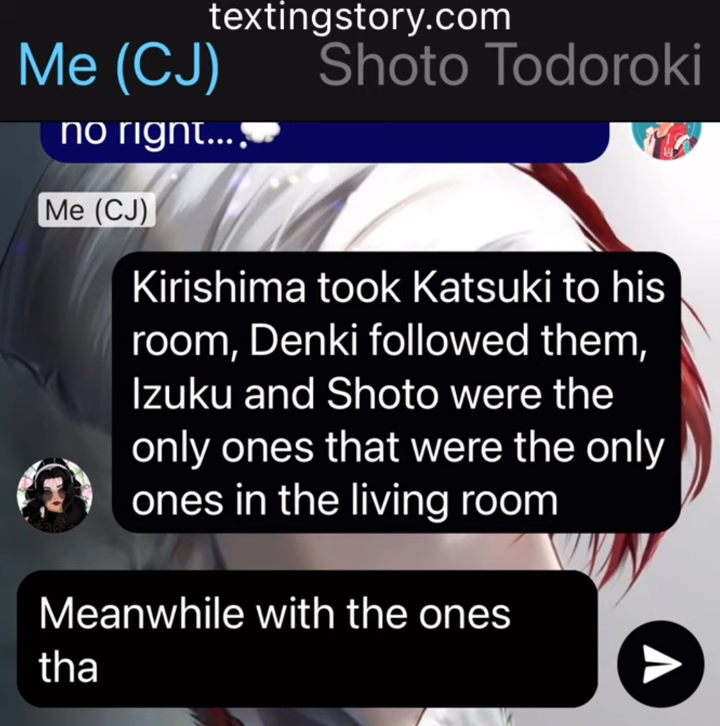 textingstory.com
Me (CJ) Shoto Todoroki
no right...
Me (CJ)
Kirishima took Katsuki to his
room, Denki followed them,
Izuku and Shoto were the
only ones that were the only
ones in the living room
Meanwhile with the ones
tha